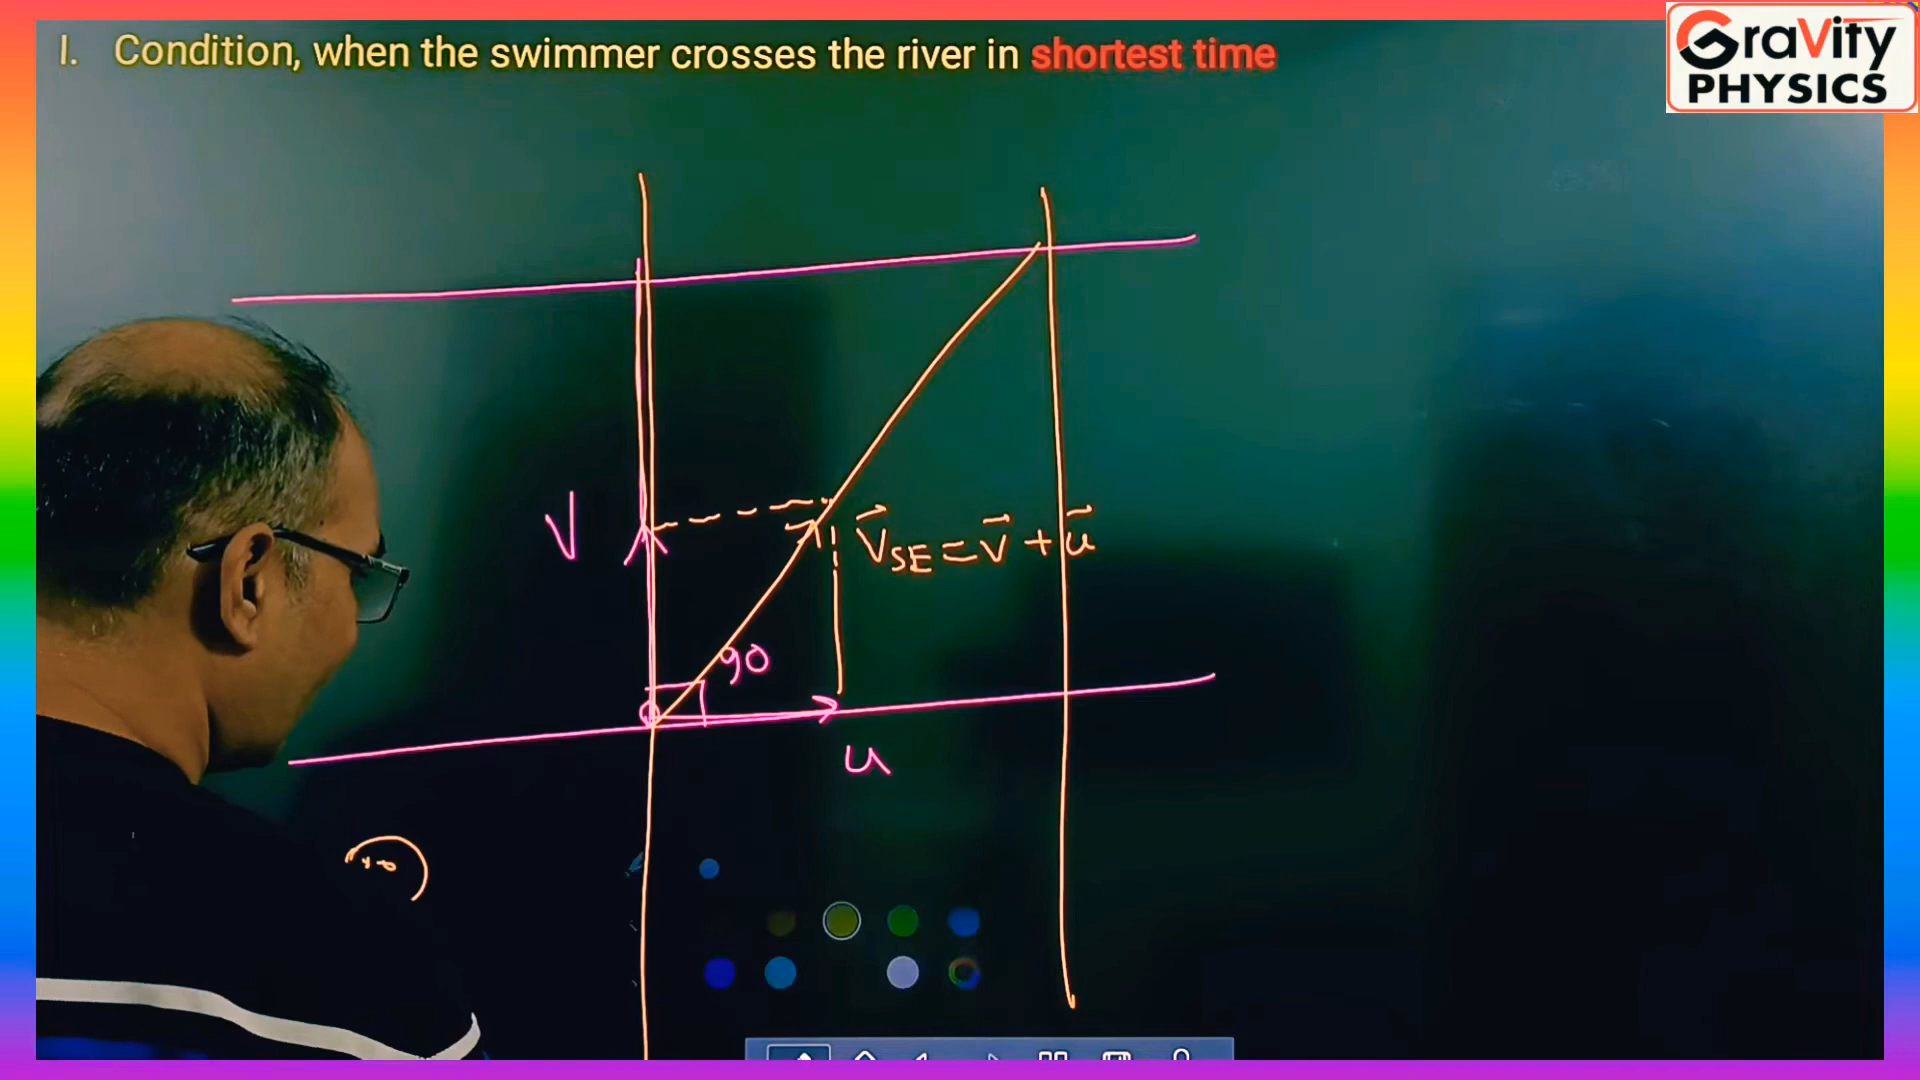 I. Condition, when the swimmer crosses the river in shortest time
GraVity
PHYSICS
V
V⃗SE = v⃗ + u⃗
90
u